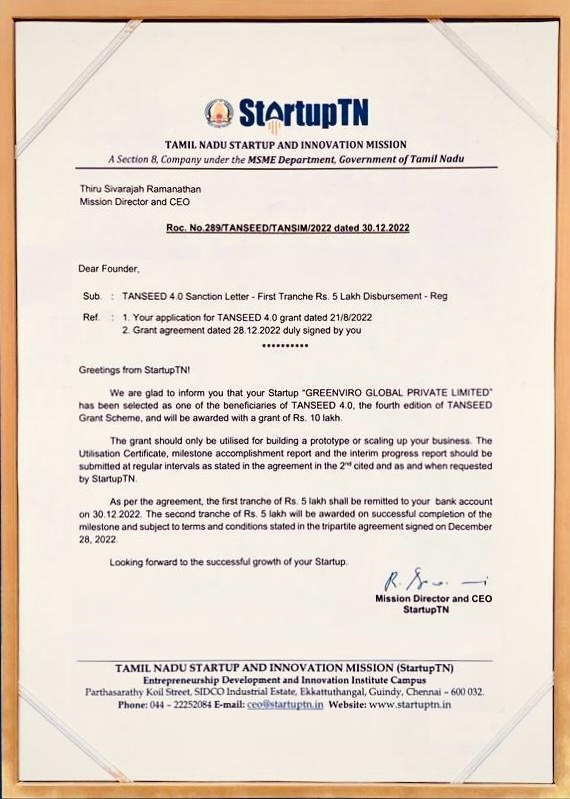 StartupTN
TAMIL NADU STARTUP AND INNOVATION MISSION
A Section 8, Company under the MSME Department, Government of Tamil Nadu
Thiru Sivarajah Ramanathan
Mission Director and CEO
Roc. No.289/TANSEED/TANSIM/2022 dated 30.12.2022
Dear Founder,
Sub. : TANSEED 4.0 Sanction Letter - First Tranche Rs. 5 Lakh Disbursement - Reg
Ref. : 1. Your application for TANSEED 4.0 grant dated 21/8/2022
2. Grant agreement dated 28.12.2022 duly signed by you
**********
Greetings from StartupTN!
We are glad to inform you that your Startup "GREENVIRO GLOBAL PRIVATE LIMITED"
has been selected as one of the beneficiaries of TANSEED 4.0, the fourth edition of TANSEED
Grant Scheme, and will be awarded with a grant of Rs. 10 lakh.
The grant should only be utilised for building a prototype or scaling up your business. The
Utilisation Certificate, milestone accomplishment report and the interim progress report should be
submitted at regular intervals as stated in the agreement in the 2nd cited and as and when requested
by StartupTN.
As per the agreement, the first tranche of Rs. 5 lakh shall be remitted to your bank account
on 30.12.2022. The second tranche of Rs. 5 lakh will be awarded on successful completion of the
milestone and subject to terms and conditions stated in the tripartite agreement signed on December
28, 2022.
Looking forward to the successful growth of your Startup.
Mission Director and CEO
StartupTN
TAMIL NADU STARTUP AND INNOVATION MISSION (StartupTN)
Entrepreneurship Development and Innovation Institute Campus
Parthasarathy Koil Street, SIDCO Industrial Estate, Ekkattuthangal, Guindy, Chennai – 600 032.
Phone: 044 – 22252084 E-mail: ceo@startuptn.in Website: www.startuptn.in